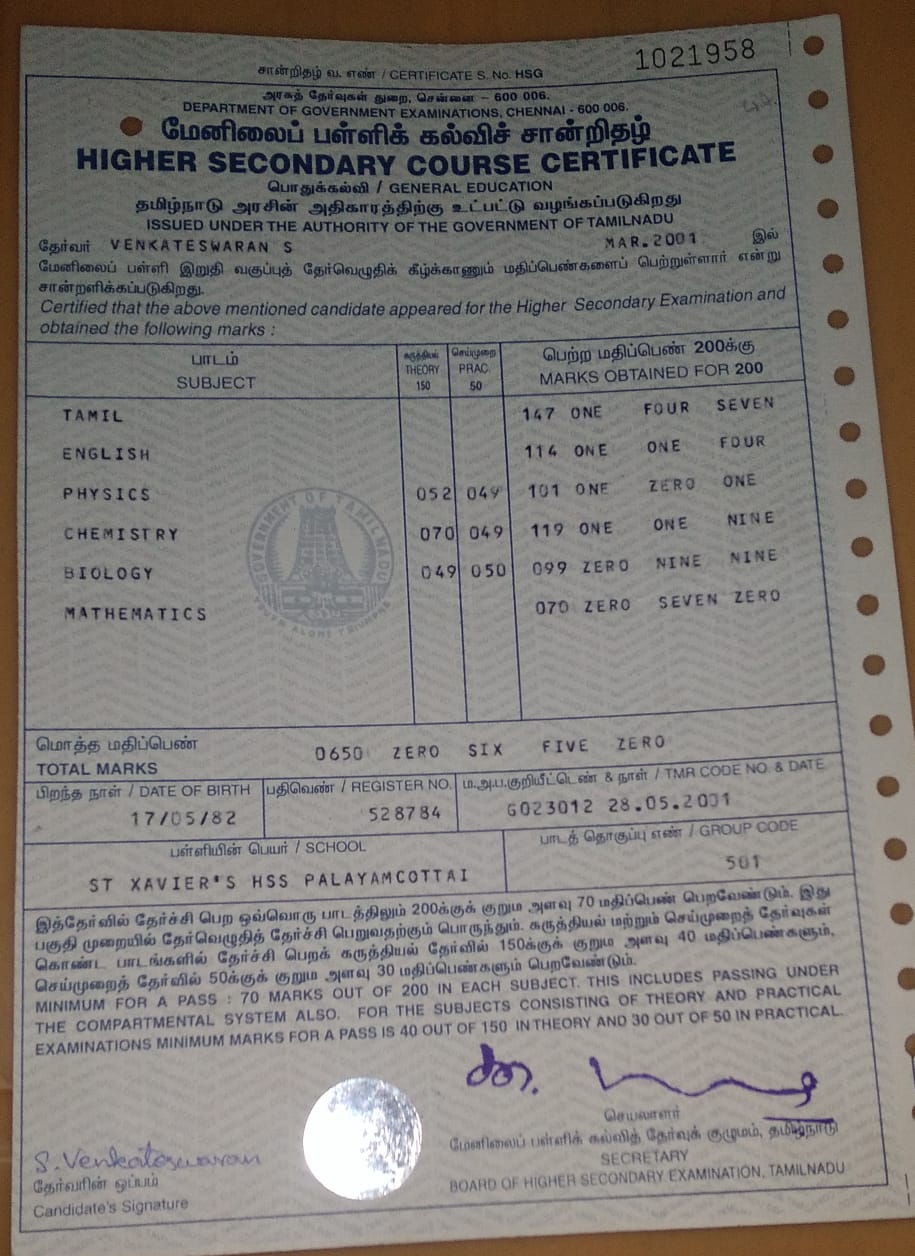 சான்றிதழ் வ. எண் / CERTIFICATE S. No. HSG 1021958
அரசுத் தேர்வுகள் துறை, சென்னை – 600 006.
DEPARTMENT OF GOVERNMENT EXAMINATIONS, CHENNAI - 600 006.
மேனிலைப் பள்ளிக் கல்விச் சான்றிதழ்
HIGHER SECONDARY COURSE CERTIFICATE
பொதுக்கல்வி / GENERAL EDUCATION
தமிழ்நாடு அரசின் அதிகாரத்திற்கு உட்பட்டு வழங்கப்படுகிறது
ISSUED UNDER THE AUTHORITY OF THE GOVERNMENT OF TAMILNADU
தேர்வர் VENKATESWARAN S MAR.2001 இல்
மேனிலைப் பள்ளி இறுதி வகுப்புத் தேர்வெழுதிக் கீழ்க்காணும் மதிப்பெண்களைப் பெற்றுள்ளார் என்று
சான்றளிக்கப்படுகிறது.
Certified that the above mentioned candidate appeared for the Higher Secondary Examination and
obtained the following marks :
பாடம் கருத்தியல் செய்முறை பெற்ற மதிப்பெண் 200க்கு
SUBJECT THEORY PRAC. MARKS OBTAINED FOR 200
150 50
TAMIL 147 ONE FOUR SEVEN
ENGLISH 114 ONE ONE FOUR
PHYSICS 052 049 101 ONE ZERO ONE
CHEMISTRY 070 049 119 ONE ONE NINE
BIOLOGY 049 050 099 ZERO NINE NINE
MATHEMATICS 070 ZERO SEVEN ZERO
GOVERNMENT OF TAMILNADU
TRUTH ALONE TRIUMPHS
மொத்த மதிப்பெண்
TOTAL MARKS 0650 ZERO SIX FIVE ZERO
பிறந்த நாள் / DATE OF BIRTH பதிவெண் / REGISTER NO. ம.அ.ப.குறியீட்டெண் & நாள் / TMR CODE NO. & DATE
17/05/82 528784 G023012 28.05.2001
பள்ளியின் பெயர் / SCHOOL பாடத் தொகுப்பு எண் / GROUP CODE
ST XAVIER'S HSS PALAYAMCOTTAI 501
இத்தேர்வில் தேர்ச்சி பெற ஒவ்வொரு பாடத்திலும் 200க்குக் குறும அளவு 70 மதிப்பெண் பெறவேண்டும். இது
பகுதி முறையில் தேர்வெழுதித் தேர்ச்சி பெறுவதற்கும் பொருந்தும். கருத்தியல் மற்றும் செய்முறைத் தேர்வுகள்
கொண்ட பாடங்களில் தேர்ச்சி பெறக் கருத்தியல் தேர்வில் 150க்குக் குறும அளவு 40 மதிப்பெண்களும்,
செய்முறைத் தேர்வில் 50க்குக் குறும அளவு 30 மதிப்பெண்களும் பெறவேண்டும்.
MINIMUM FOR A PASS : 70 MARKS OUT OF 200 IN EACH SUBJECT. THIS INCLUDES PASSING UNDER
THE COMPARTMENTAL SYSTEM ALSO. FOR THE SUBJECTS CONSISTING OF THEORY AND PRACTICAL
EXAMINATIONS MINIMUM MARKS FOR A PASS IS 40 OUT OF 150 IN THEORY AND 30 OUT OF 50 IN PRACTICAL.
செயலாளர்
மேனிலைப் பள்ளிக் கல்வித் தேர்வுக் குழுமம், தமிழ்நாடு
SECRETARY
BOARD OF HIGHER SECONDARY EXAMINATION, TAMILNADU
S. Venkateswaran
தேர்வரின் ஒப்பம்
Candidate's Signature